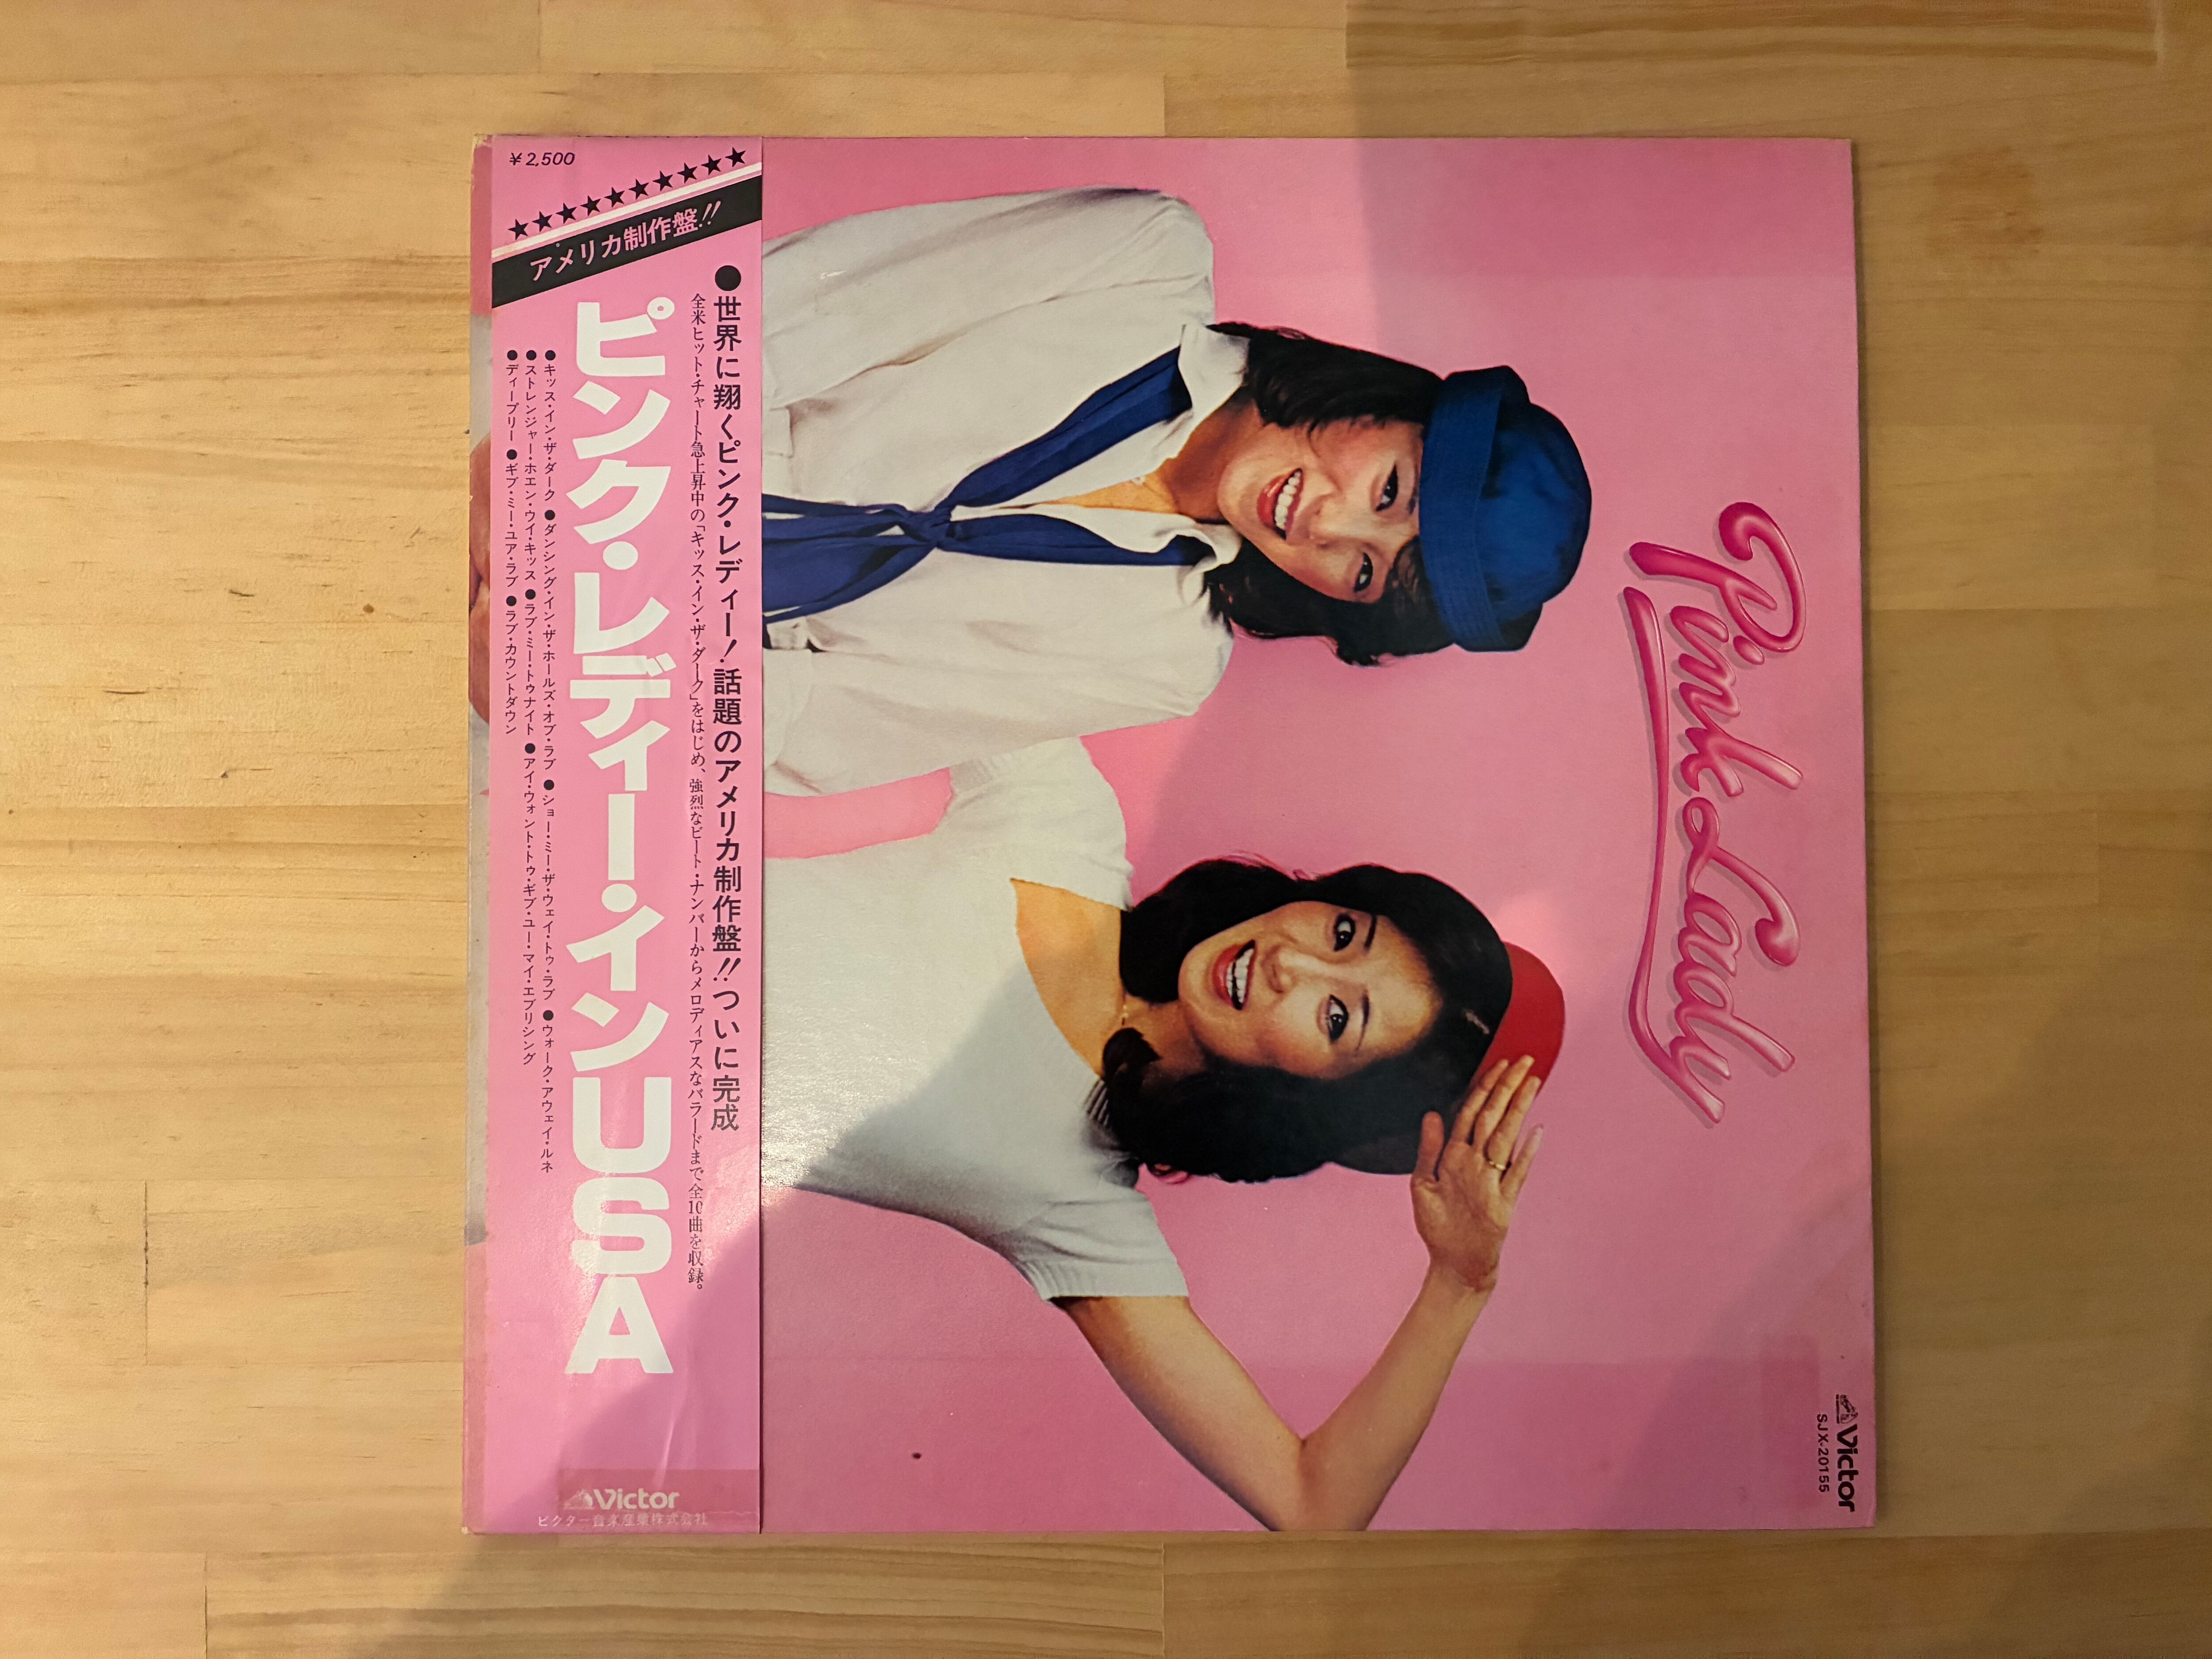 ¥2,500
アメリカ制作盤!!
●世界に翔くピンク・レディー!話題のアメリカ制作盤!!ついに完成
全米ヒット・チャート急上昇中の「キッス・イン・ザ・ダーク」をはじめ、強烈なビート・ナンバーからメロディアスなバラードまで全10曲を収録。
ピンク・レディー・インUSA
●キッス・イン・ザ・ダーク ●ダンシング・イン・ザ・ホールズ・オブ・ラブ ●ショー・ミー・ザ・ウェイ・トゥ・ラブ ●ウォーク・アウェイ・ルネ
●ストレンジャー・ホエン・ウイ・キッス ●ラブ・ミー・トゥナイト ●アイ・ウォント・トゥ・ギブ・ユー・マイ・エブリシング
●ディープリー ●ギブ・ミー・ユア・ラブ ●ラブ・カウントダウン
Victor
ビクター音楽産業株式会社
Pink Lady
Victor
SJX-20155